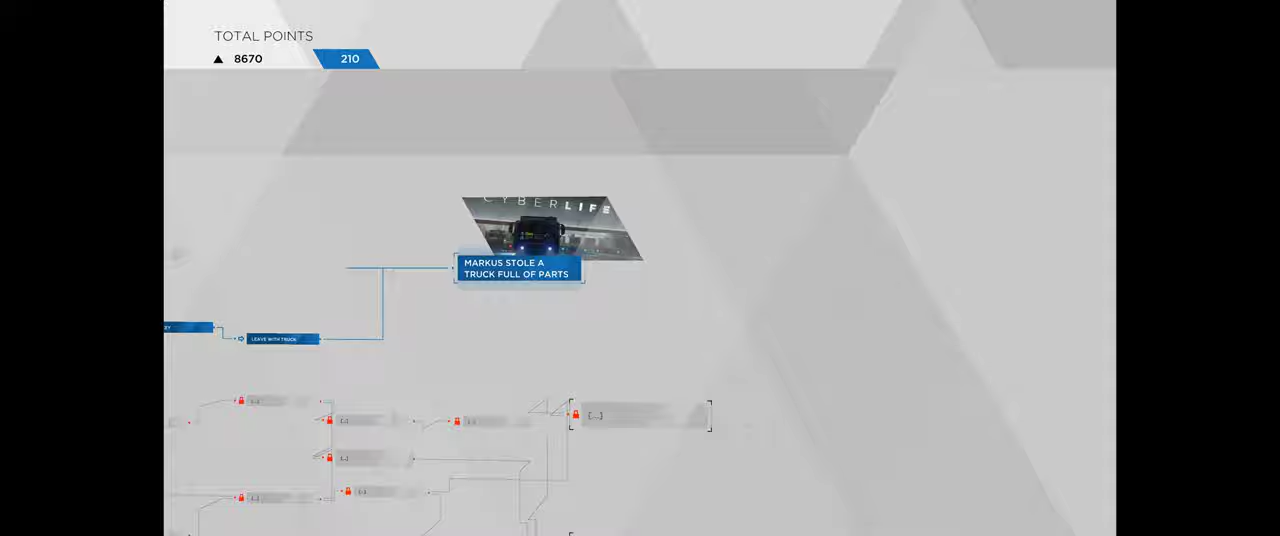 TOTAL POINTS
8670
210
CYBERLIFE
MARKUS STOLE A
TRUCK FULL OF PARTS
LEAVE WITH TRUCK
[...]
[...]
[...]
[...]
[...]
[...]
[...]